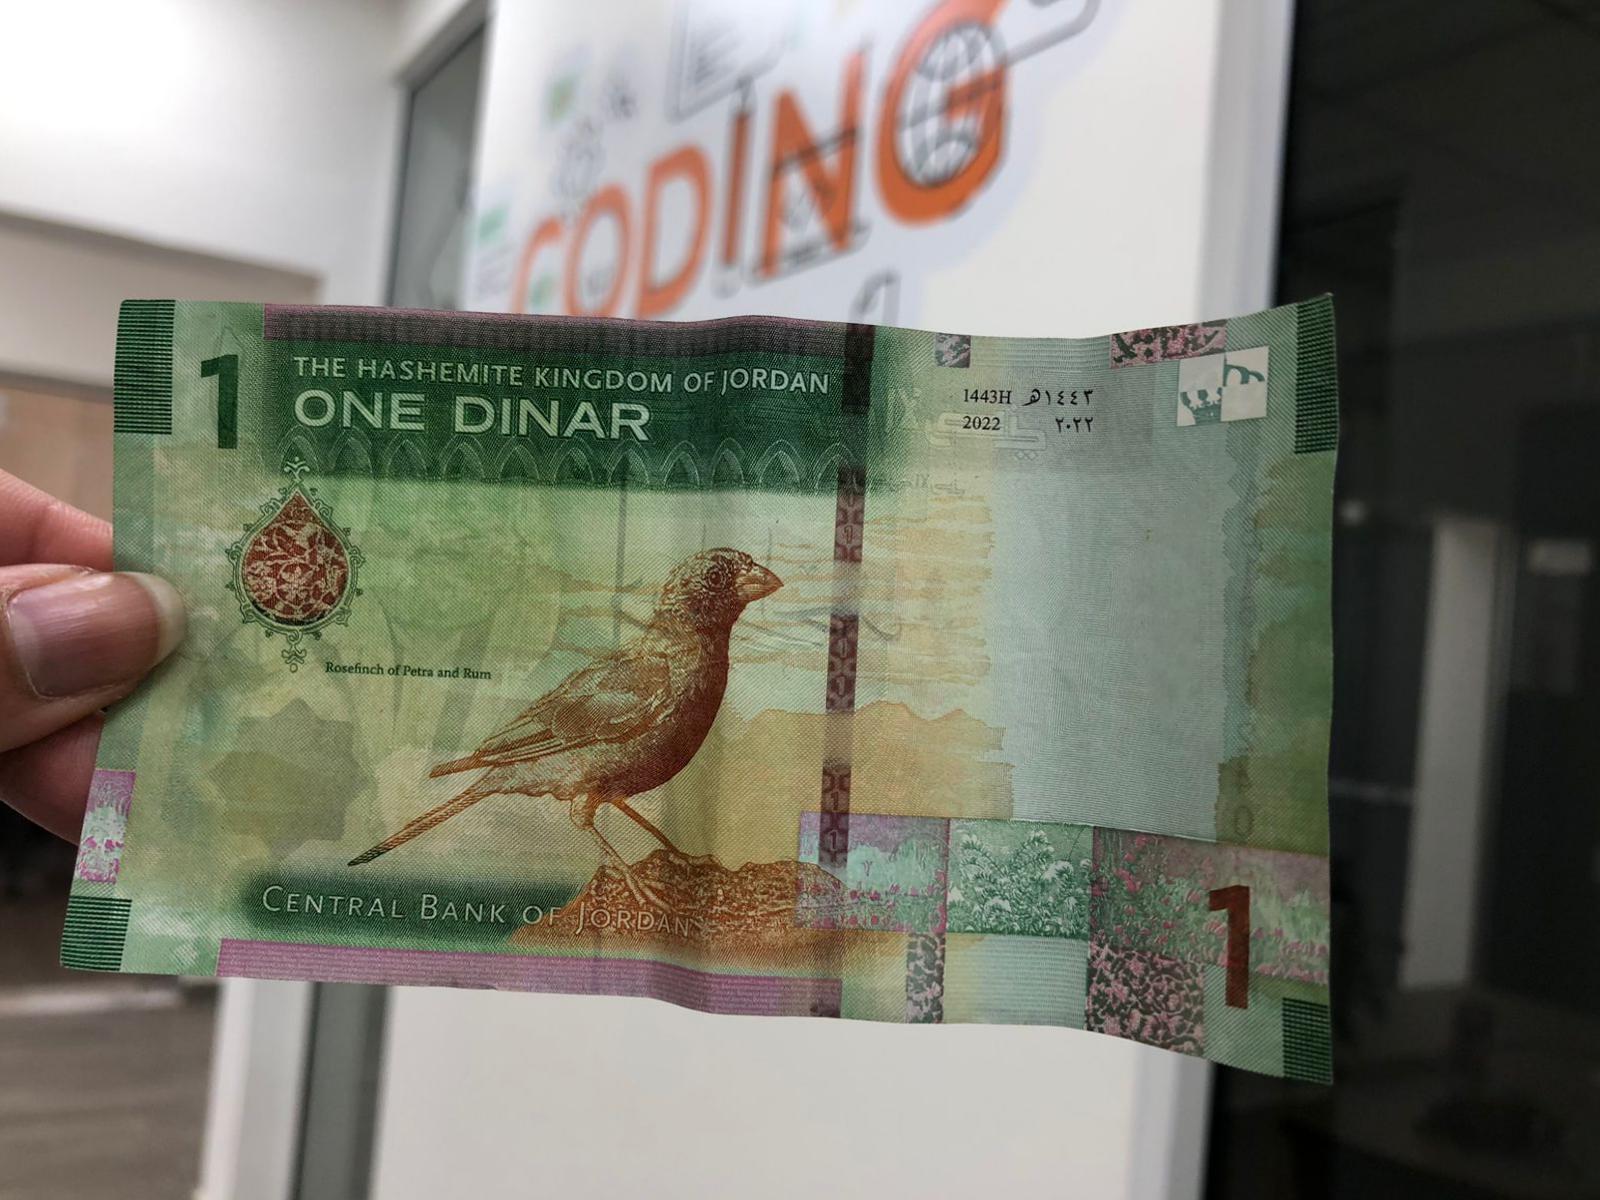 CODING
1
THE HASHEMITE KINGDOM OF JORDAN
ONE DINAR
1443H ١٤٤٣هـ
2022 ٢٠٢٢
Rosefinch of Petra and Rum
CENTRAL BANK OF JORDAN
1